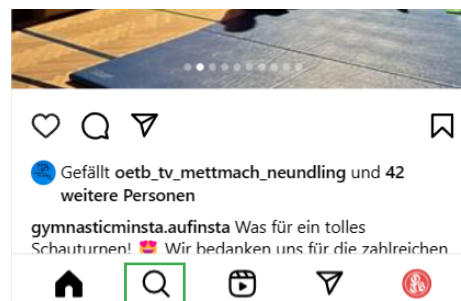 Gefällt oetb_tv_mettmach_neundling und 42
weitere Personen
gymnasticminsta.aufinsta Was für ein tolles
Schauturnen! 😍 Wir bedanken uns für die zahlreichen